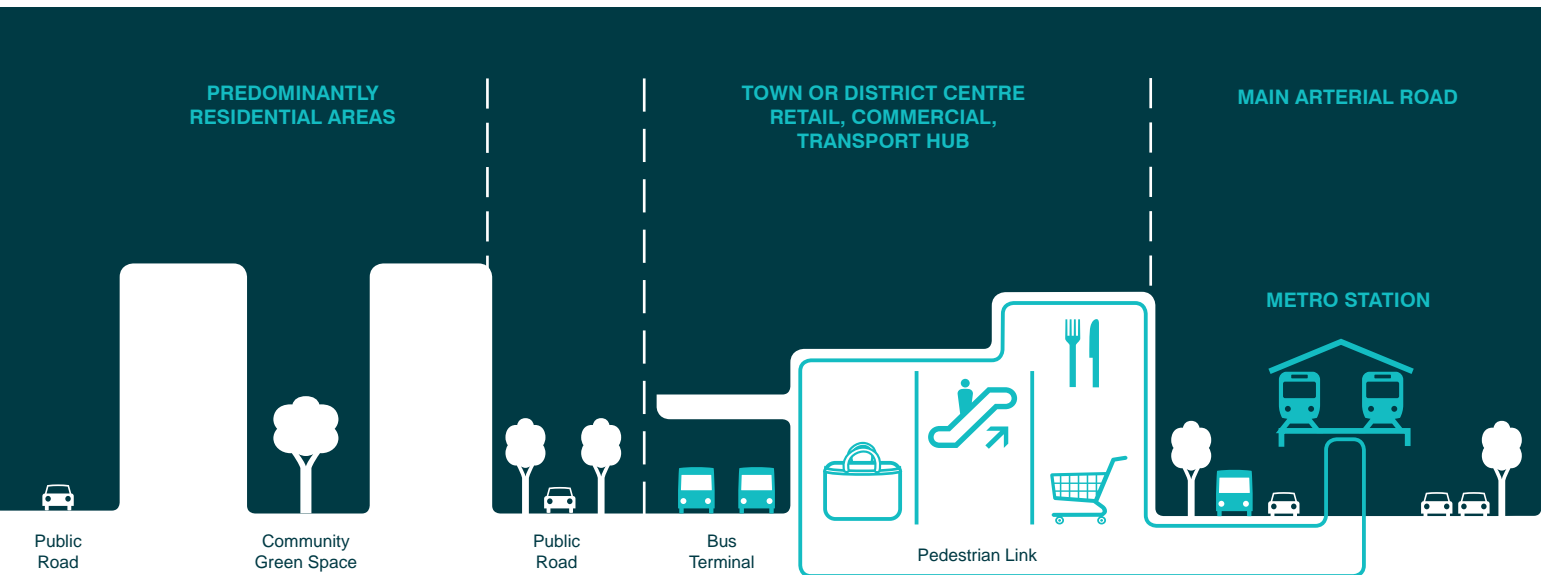 PREDOMINANTLY
RESIDENTIAL AREAS
TOWN OR DISTRICT CENTRE
RETAIL, COMMERCIAL,
TRANSPORT HUB
MAIN ARTERIAL ROAD
METRO STATION
Public
Road
Community
Green Space
Public
Road
Bus
Terminal
Pedestrian Link